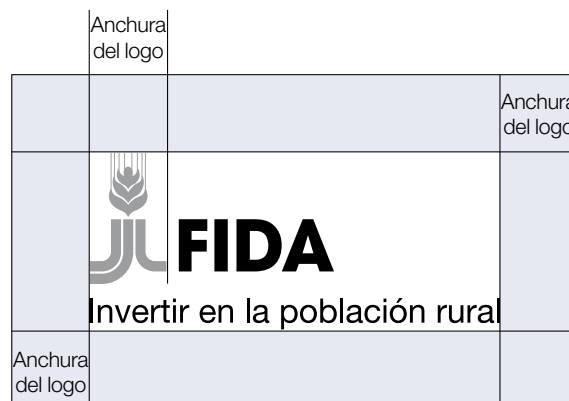 Anchura
del logo
Anchura
del logo
FIDA
Invertir en la población rural
Anchura
del logo